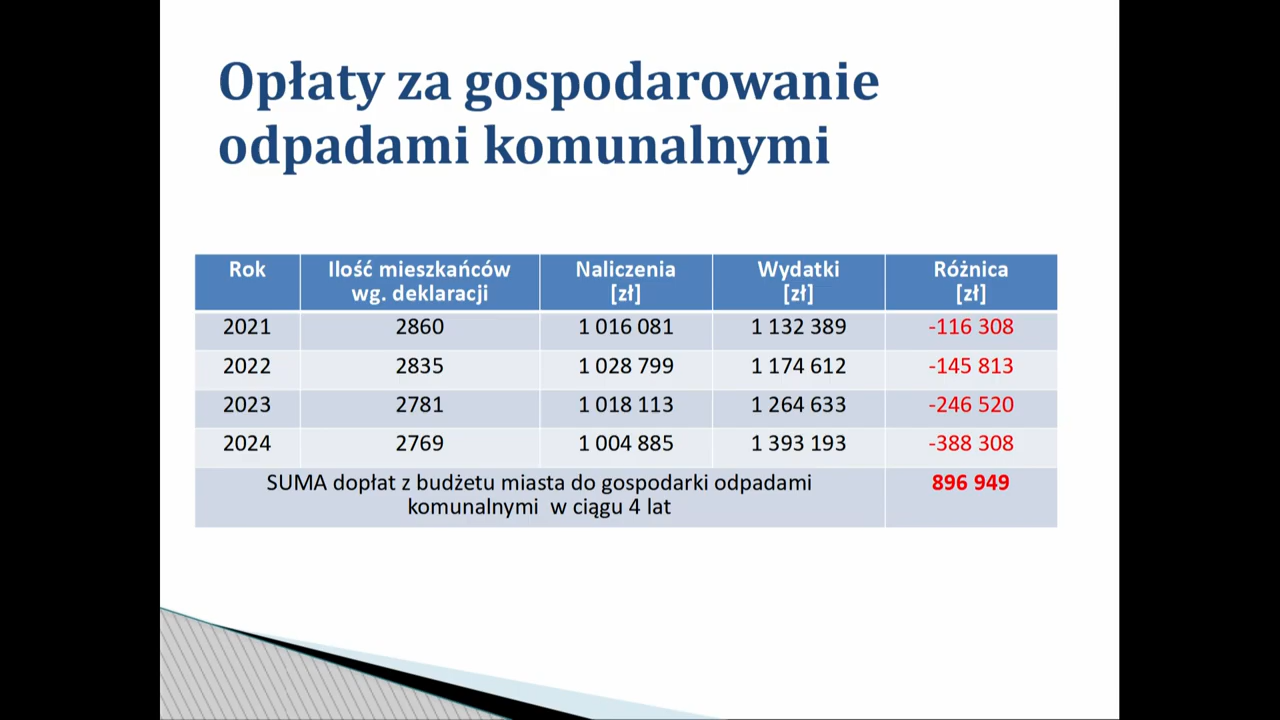 Opłaty za gospodarowanie
odpadami komunalnymi
Rok Ilość mieszkańców wg. deklaracji Naliczenia [zł] Wydatki [zł] Różnica [zł]
2021 2860 1 016 081 1 132 389 -116 308
2022 2835 1 028 799 1 174 612 -145 813
2023 2781 1 018 113 1 264 633 -246 520
2024 2769 1 004 885 1 393 193 -388 308
SUMA dopłat z budżetu miasta do gospodarki odpadami
komunalnymi w ciągu 4 lat 896 949